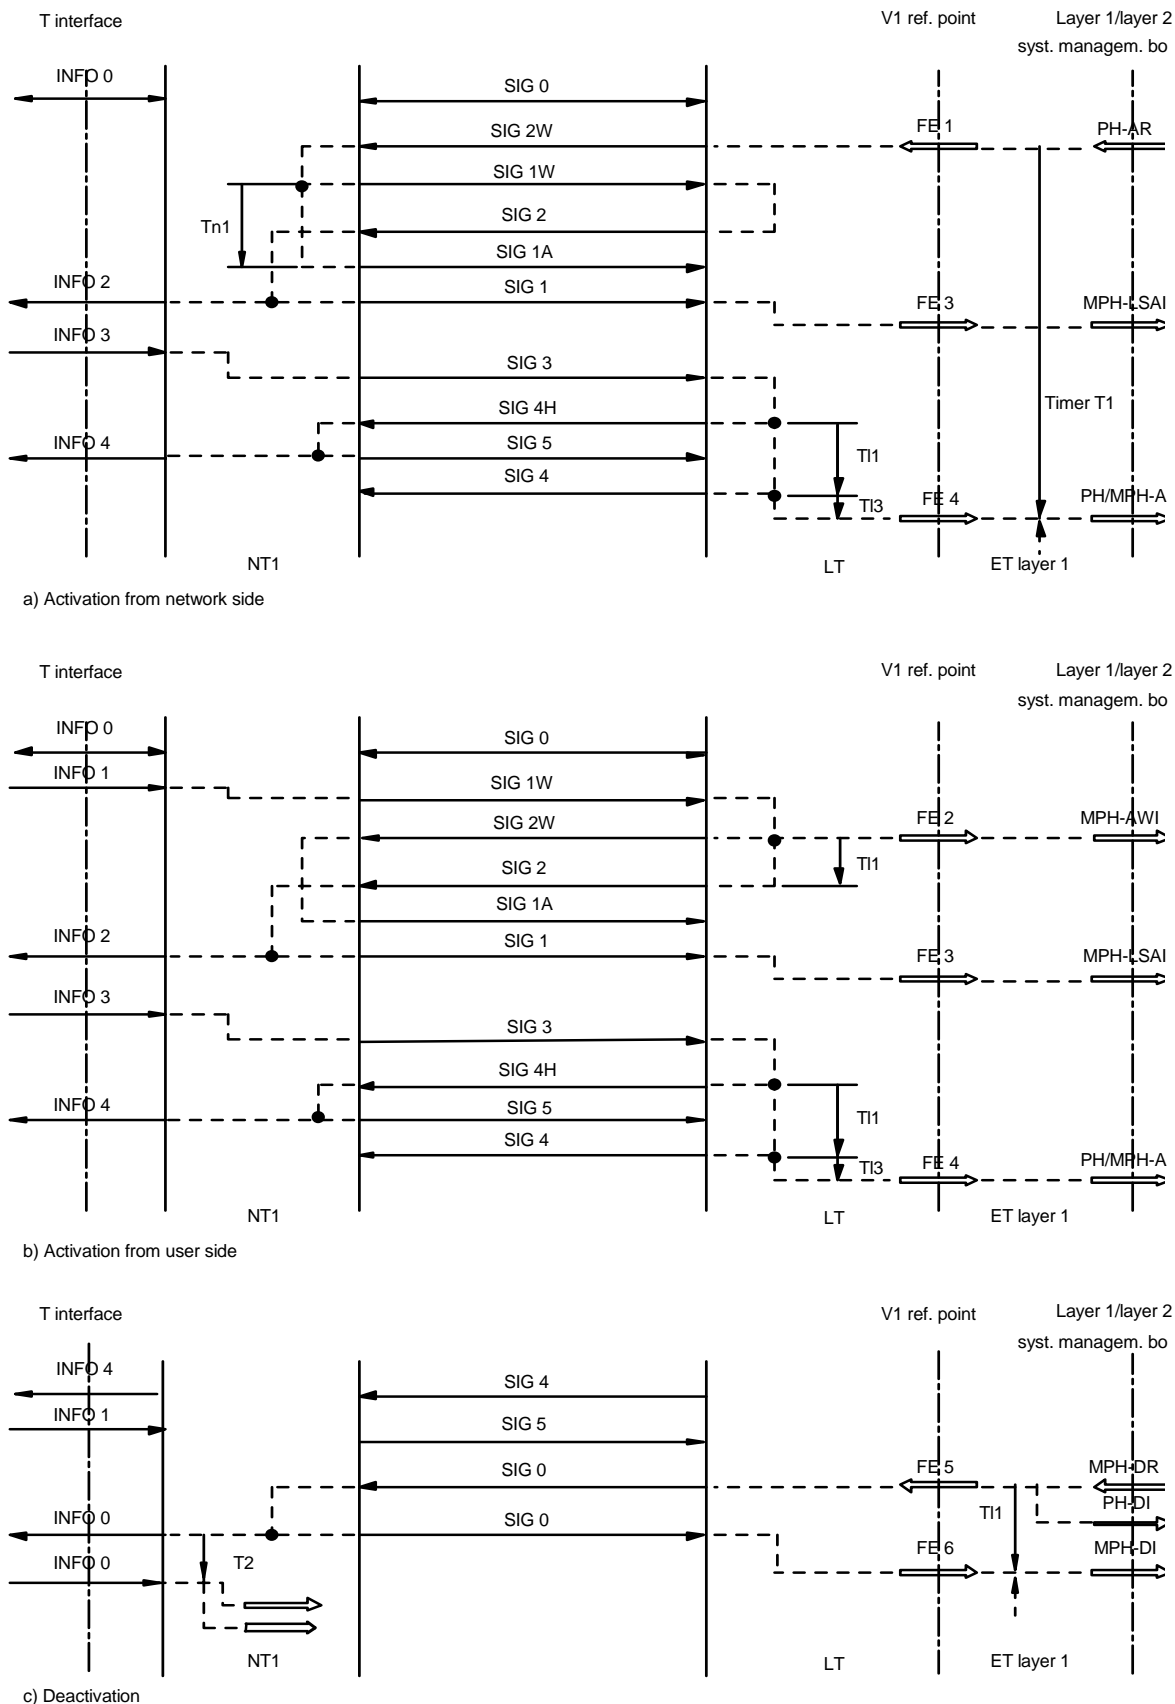 T interface
V1 ref. point
Layer 1/layer 2
syst. managem. bo
INFO 0
SIG 0
SIG 2W
FE 1
PH-AR
SIG 1W
Tn1
SIG 2
SIG 1A
INFO 2
SIG 1
FE 3
MPH-LSAI
INFO 3
SIG 3
Timer T1
SIG 4H
INFO 4
SIG 5
Tl1
SIG 4
Tl3
FE 4
PH/MPH-A
NT1
LT
ET layer 1
a) Activation from network side
T interface
V1 ref. point
Layer 1/layer 2
syst. managem. bo
INFO 0
SIG 0
INFO 1
SIG 1W
SIG 2W
FE 2
MPH-AWI
SIG 2
Tl1
SIG 1A
INFO 2
SIG 1
FE 3
MPH-LSAI
INFO 3
SIG 3
SIG 4H
INFO 4
SIG 5
Tl1
SIG 4
Tl3
FE 4
PH/MPH-A
NT1
LT
ET layer 1
b) Activation from user side
T interface
V1 ref. point
Layer 1/layer 2
syst. managem. bo
INFO 4
SIG 4
INFO 1
SIG 5
SIG 0
FE 5
MPH-DR
PH-DI
INFO 0
SIG 0
Tl1
INFO 0
T2
FE 6
MPH-DI
NT1
LT
ET layer 1
c) Deactivation